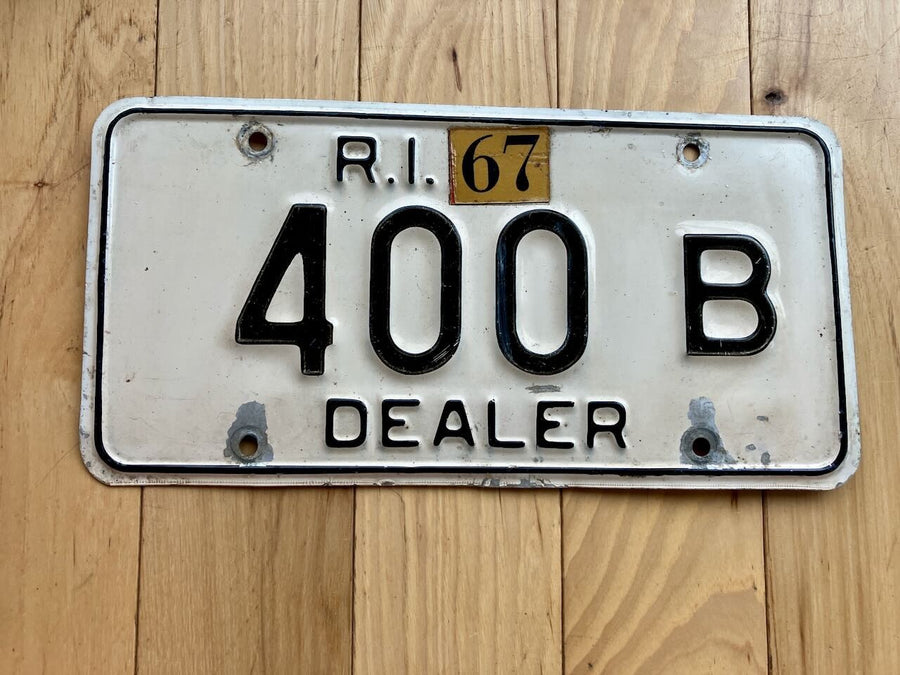 R.I. 67
400 B
DEALER